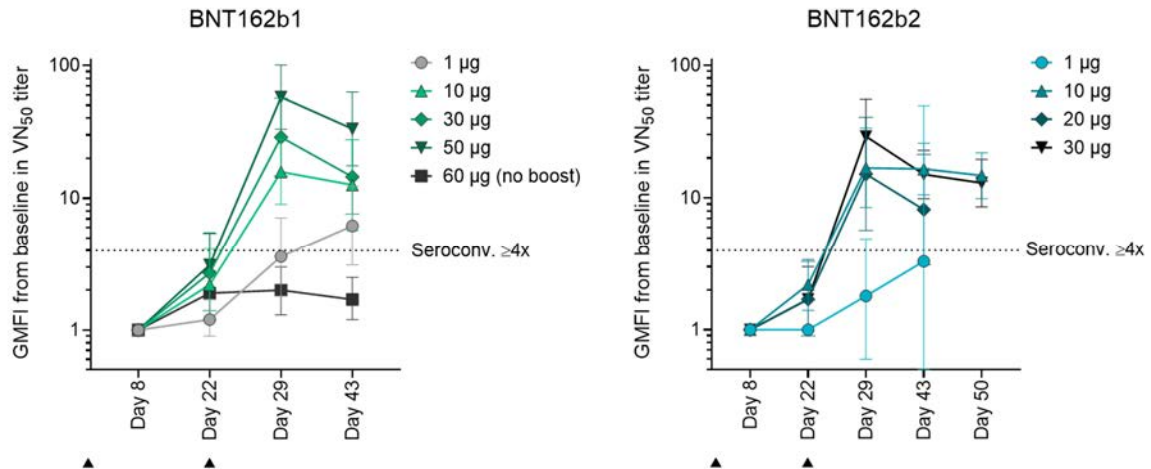 BNT162b1
GMFI from baseline in VN50 titer
100
10
1
1 µg
10 µg
30 µg
50 µg
60 µg (no boost)
Seroconv. ≥4x
Day 8
Day 22
Day 29
Day 43
BNT162b2
GMFI from baseline in VN50 titer
100
10
1
1 µg
10 µg
20 µg
30 µg
Seroconv. ≥4x
Day 8
Day 22
Day 29
Day 43
Day 50